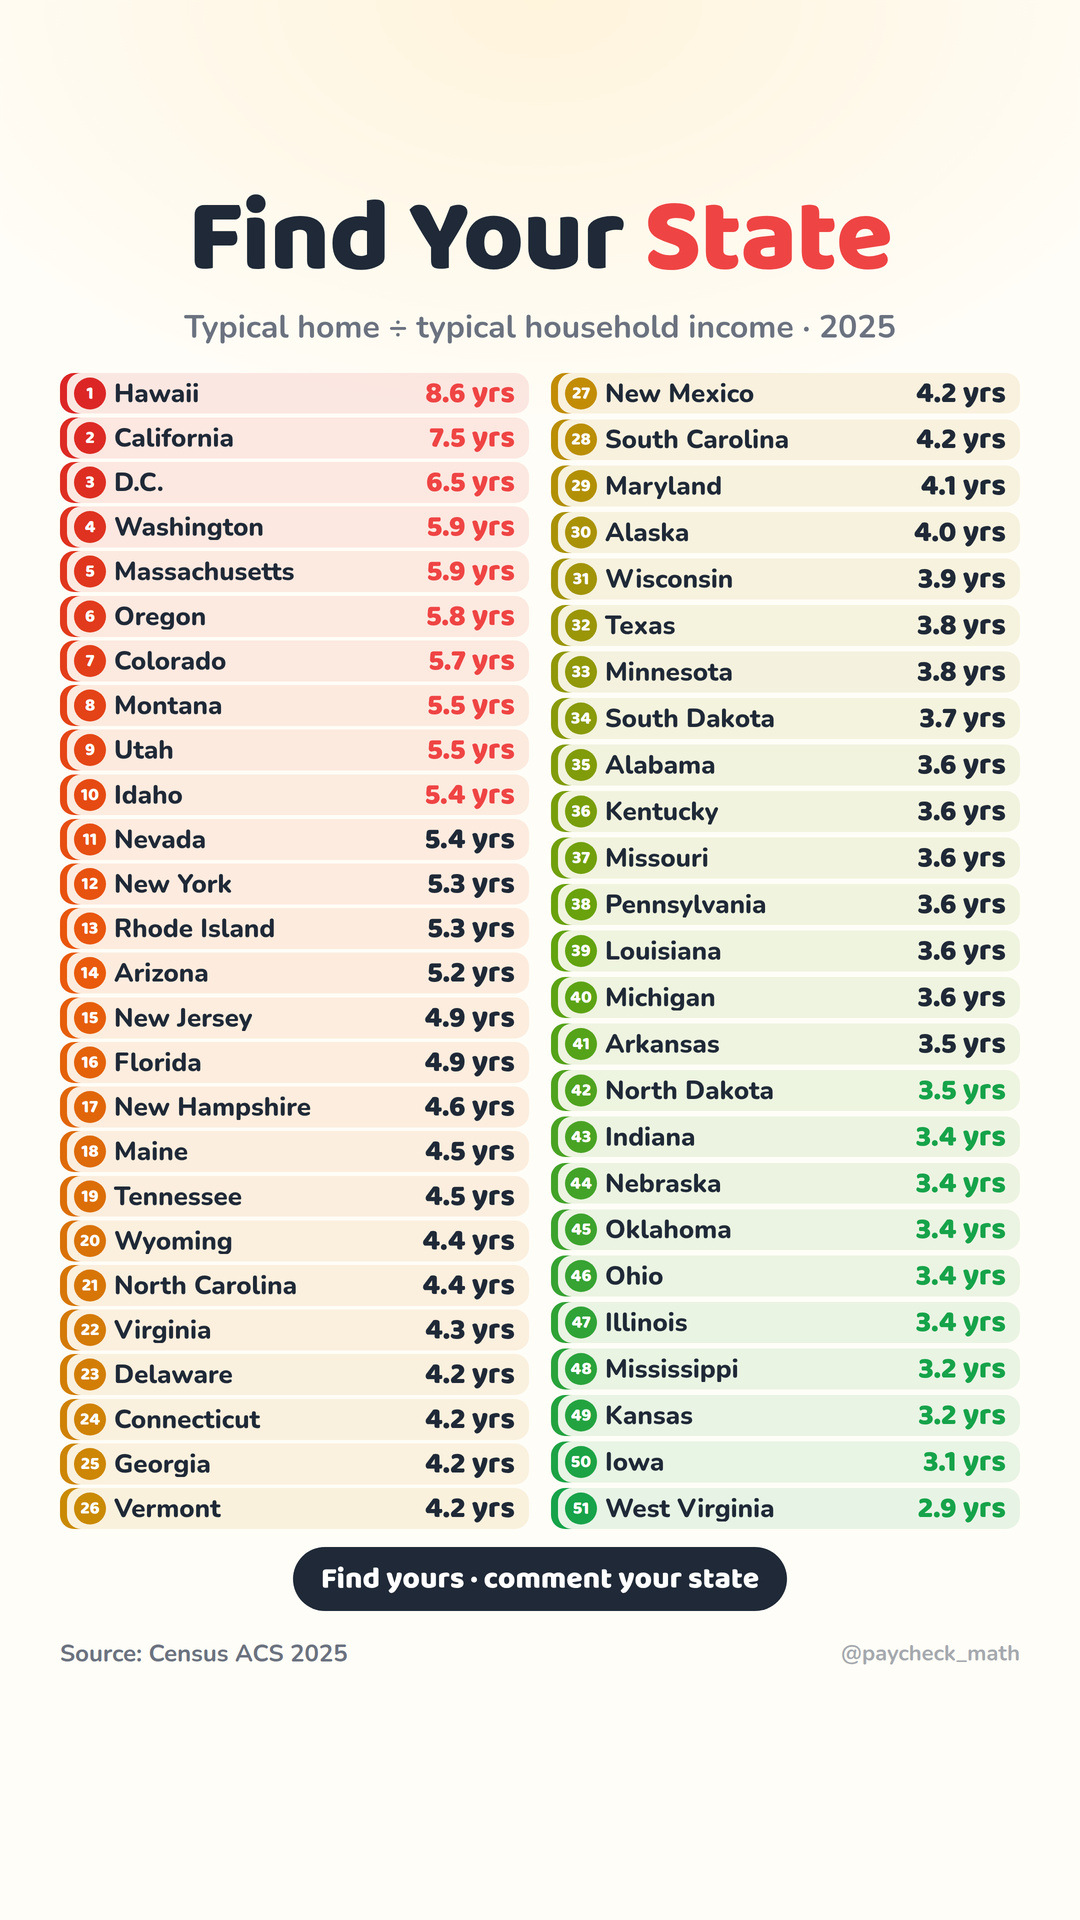 Find Your State
Typical home ÷ typical household income · 2025
1 Hawaii 8.6 yrs
2 California 7.5 yrs
3 D.C. 6.5 yrs
4 Washington 5.9 yrs
5 Massachusetts 5.9 yrs
6 Oregon 5.8 yrs
7 Colorado 5.7 yrs
8 Montana 5.5 yrs
9 Utah 5.5 yrs
10 Idaho 5.4 yrs
11 Nevada 5.4 yrs
12 New York 5.3 yrs
13 Rhode Island 5.3 yrs
14 Arizona 5.2 yrs
15 New Jersey 4.9 yrs
16 Florida 4.9 yrs
17 New Hampshire 4.6 yrs
18 Maine 4.5 yrs
19 Tennessee 4.5 yrs
20 Wyoming 4.4 yrs
21 North Carolina 4.4 yrs
22 Virginia 4.3 yrs
23 Delaware 4.2 yrs
24 Connecticut 4.2 yrs
25 Georgia 4.2 yrs
26 Vermont 4.2 yrs
27 New Mexico 4.2 yrs
28 South Carolina 4.2 yrs
29 Maryland 4.1 yrs
30 Alaska 4.0 yrs
31 Wisconsin 3.9 yrs
32 Texas 3.8 yrs
33 Minnesota 3.8 yrs
34 South Dakota 3.7 yrs
35 Alabama 3.6 yrs
36 Kentucky 3.6 yrs
37 Missouri 3.6 yrs
38 Pennsylvania 3.6 yrs
39 Louisiana 3.6 yrs
40 Michigan 3.6 yrs
41 Arkansas 3.5 yrs
42 North Dakota 3.5 yrs
43 Indiana 3.4 yrs
44 Nebraska 3.4 yrs
45 Oklahoma 3.4 yrs
46 Ohio 3.4 yrs
47 Illinois 3.4 yrs
48 Mississippi 3.2 yrs
49 Kansas 3.2 yrs
50 Iowa 3.1 yrs
51 West Virginia 2.9 yrs
Find yours · comment your state
Source: Census ACS 2025
@paycheck_math